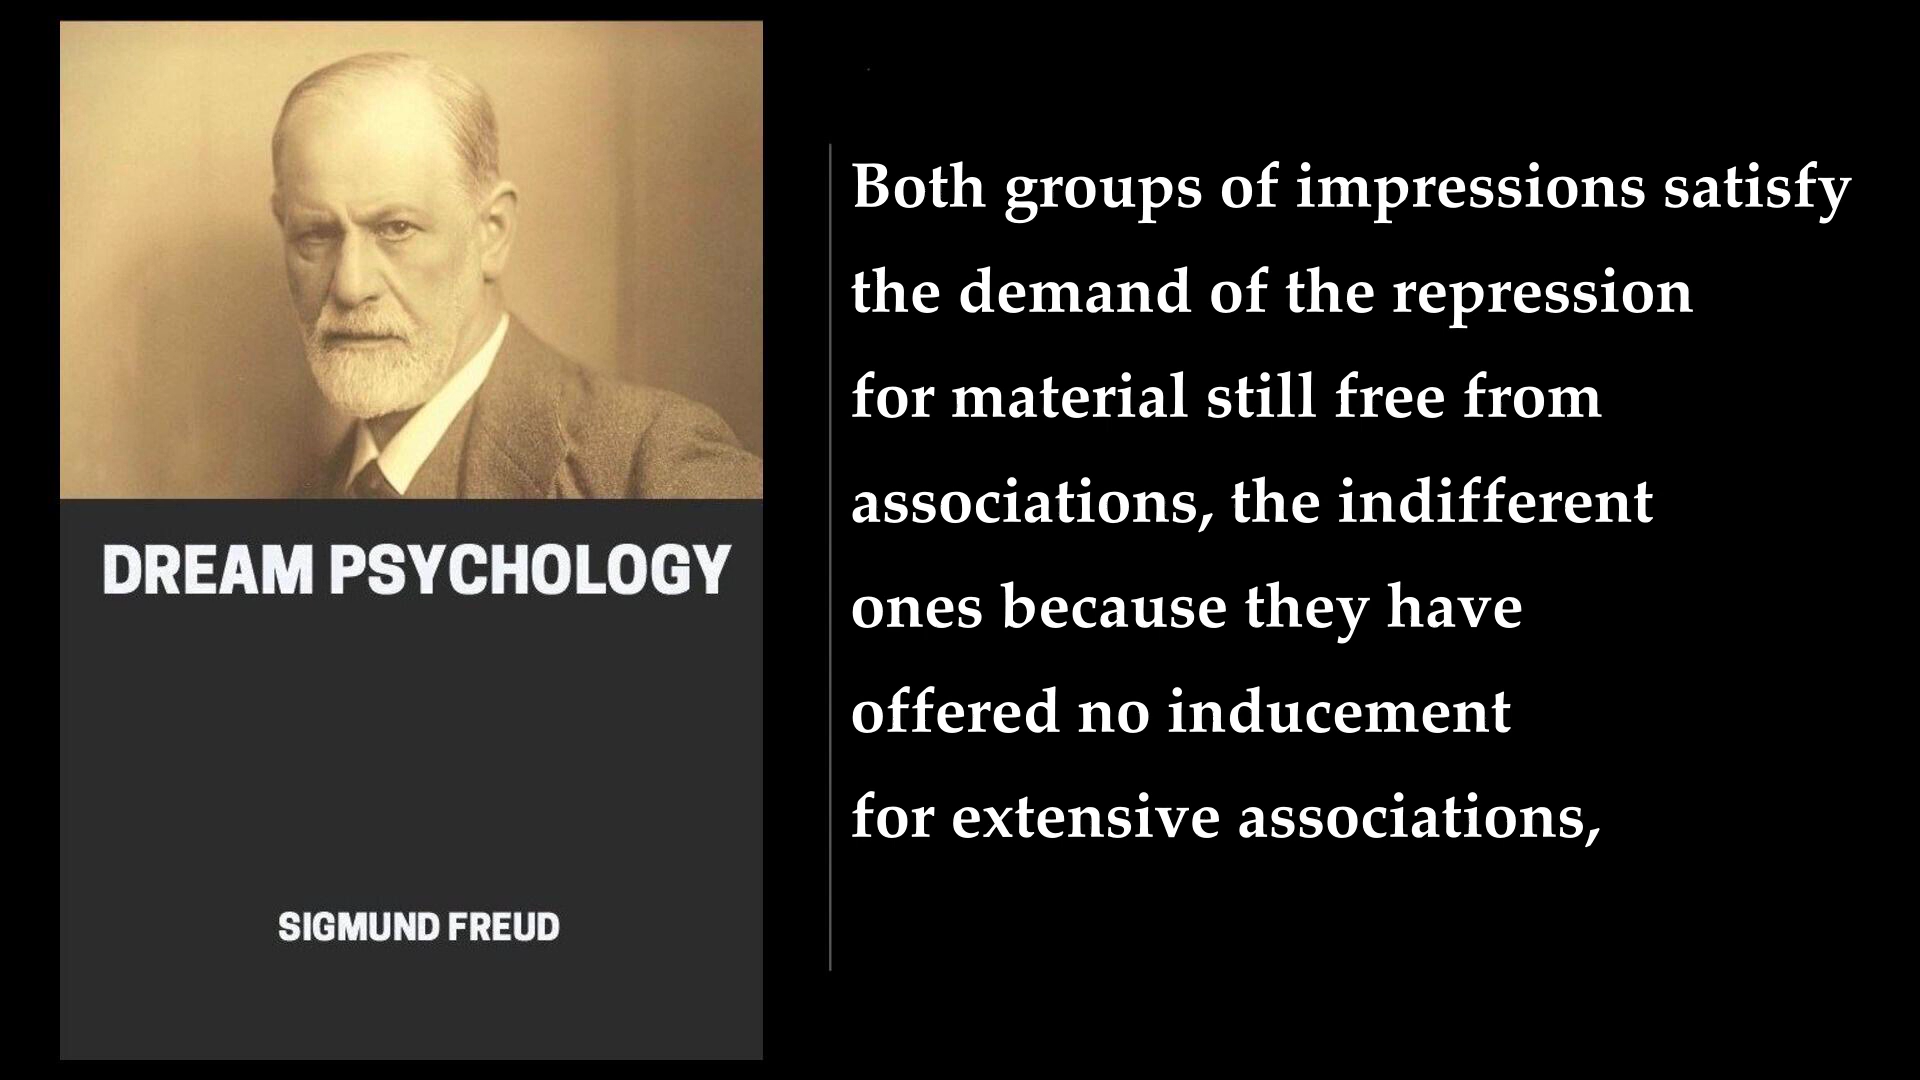 DREAM PSYCHOLOGY
SIGMUND FREUD
Both groups of impressions satisfy
the demand of the repression
for material still free from
associations, the indifferent
ones because they have
offered no inducement
for extensive associations,